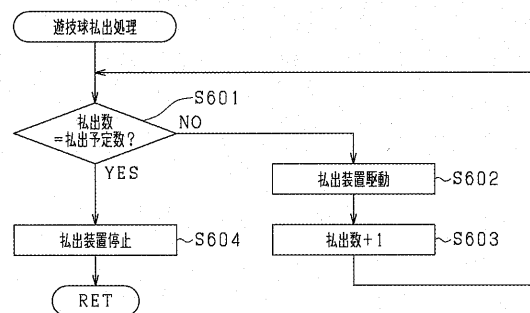 遊技球払出処理
S601
払出数
=払出予定数?
NO
YES
払出装置駆動
S602
払出数+1
S603
払出装置停止
S604
RET